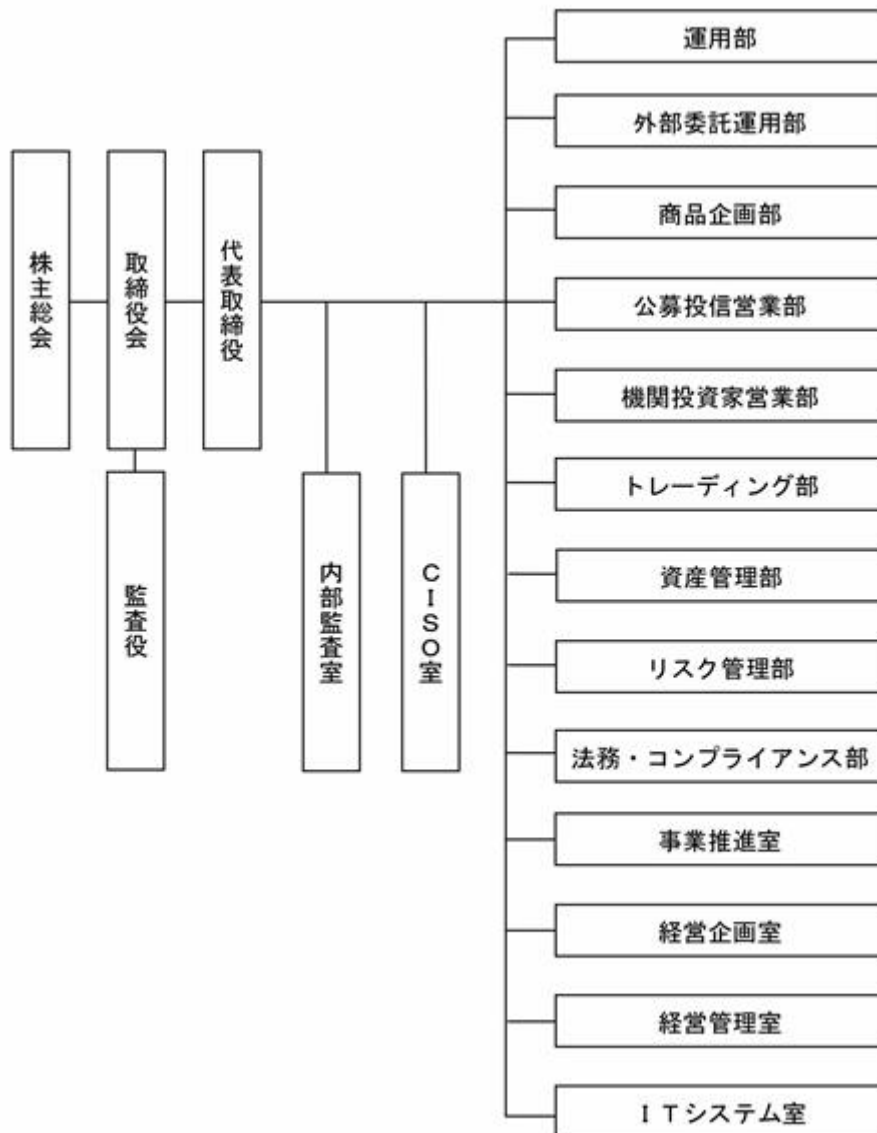 株主総会
取締役会
代表取締役
監査役
内部監査室
ＣＩＳＯ室
運用部
外部委託運用部
商品企画部
公募投信営業部
機関投資家営業部
トレーディング部
資産管理部
リスク管理部
法務・コンプライアンス部
事業推進室
経営企画室
経営管理室
ＩＴシステム室